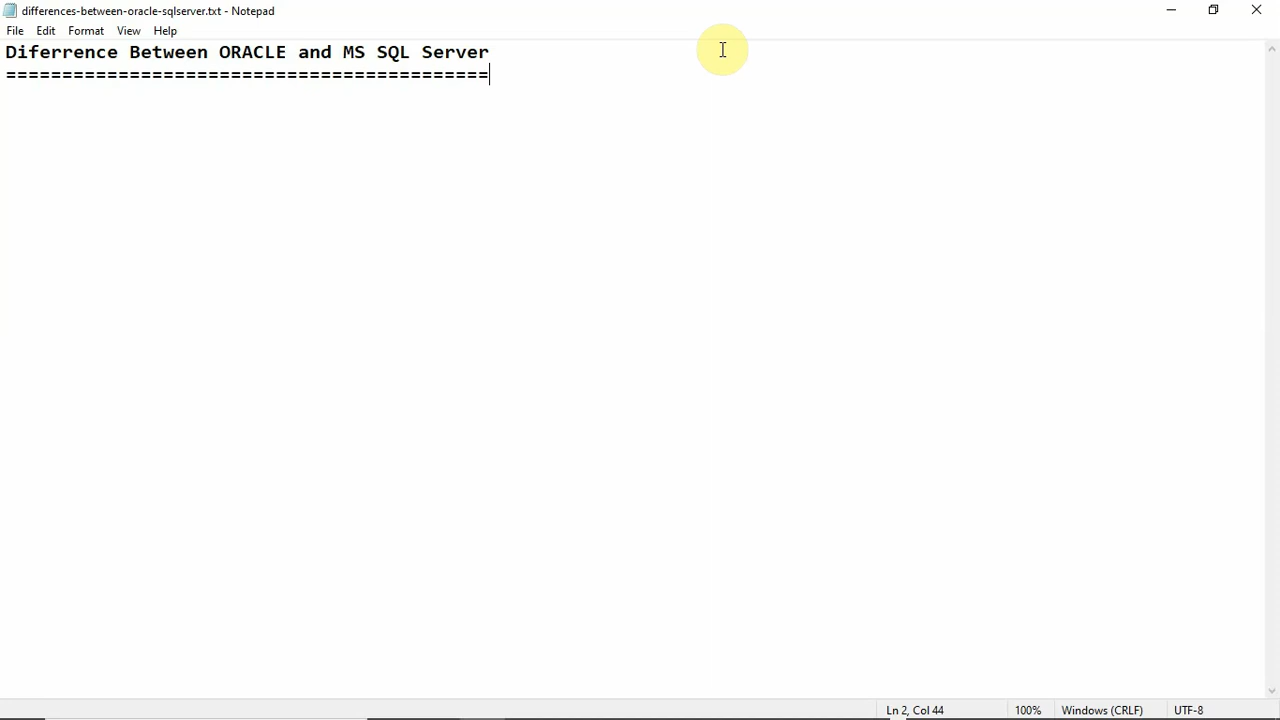 differences-between-oracle-sqlserver.txt - Notepad
File Edit Format View Help
Diferrence Between ORACLE and MS SQL Server
===========================================
Ln 2, Col 44 100% Windows (CRLF) UTF-8